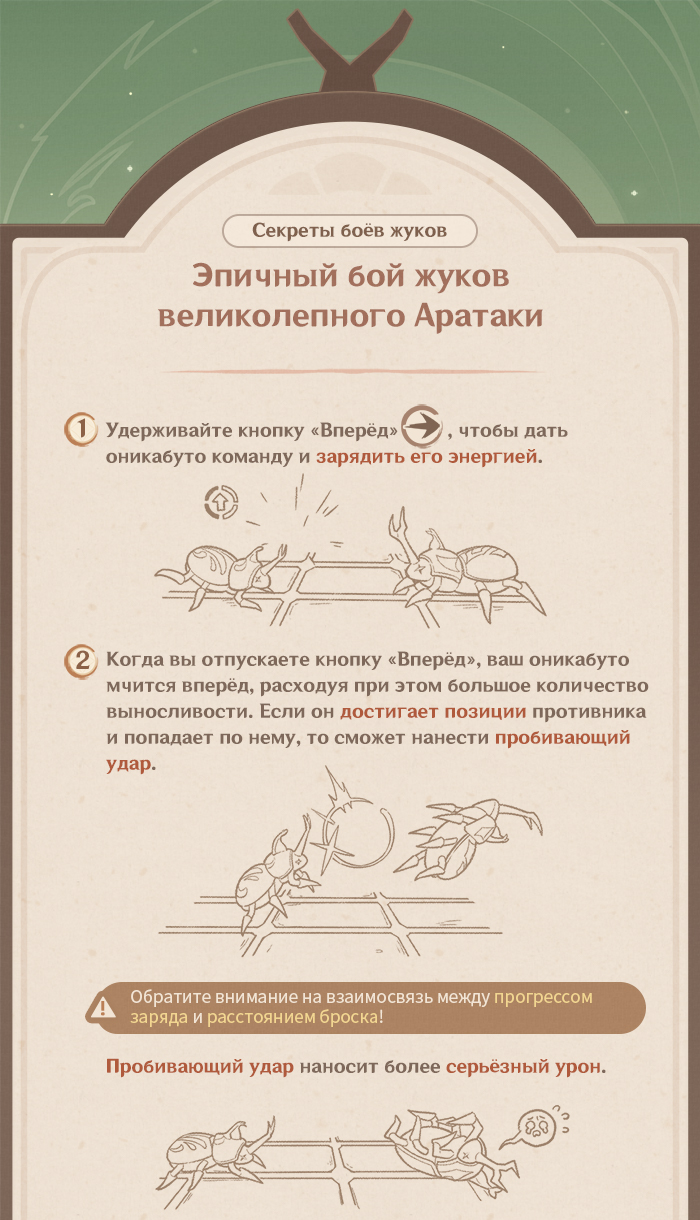 Секреты боёв жуков
Эпичный бой жуков
великолепного Аратаки
1 Удерживайте кнопку «Вперёд» , чтобы дать
оникабуто команду и зарядить его энергией.
2 Когда вы отпускаете кнопку «Вперёд», ваш оникабуто
мчится вперёд, расходуя при этом большое количество
выносливости. Если он достигает позиции противника
и попадает по нему, то сможет нанести пробивающий
удар.
Обратите внимание на взаимосвязь между прогрессом
заряда и расстоянием броска!
Пробивающий удар наносит более серьёзный урон.